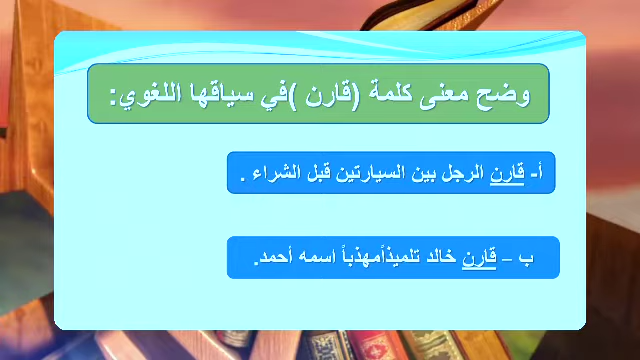 وضح معنى كلمة (قارن )في سياقها اللغوي:
أ- قارن الرجل بين السيارتين قبل الشراء .
ب – قارن خالد تلميذاًمهذباً اسمه أحمد.